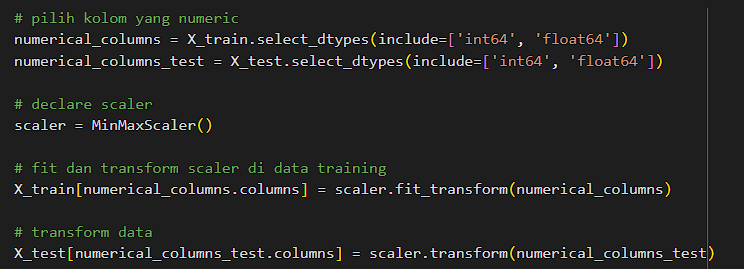 # pilih kolom yang numeric
numerical_columns = X_train.select_dtypes(include=['int64', 'float64'])
numerical_columns_test = X_test.select_dtypes(include=['int64', 'float64'])
# declare scaler
scaler = MinMaxScaler()
# fit dan transform scaler di data training
X_train[numerical_columns.columns] = scaler.fit_transform(numerical_columns)
# transform data
X_test[numerical_columns_test.columns] = scaler.transform(numerical_columns_test)